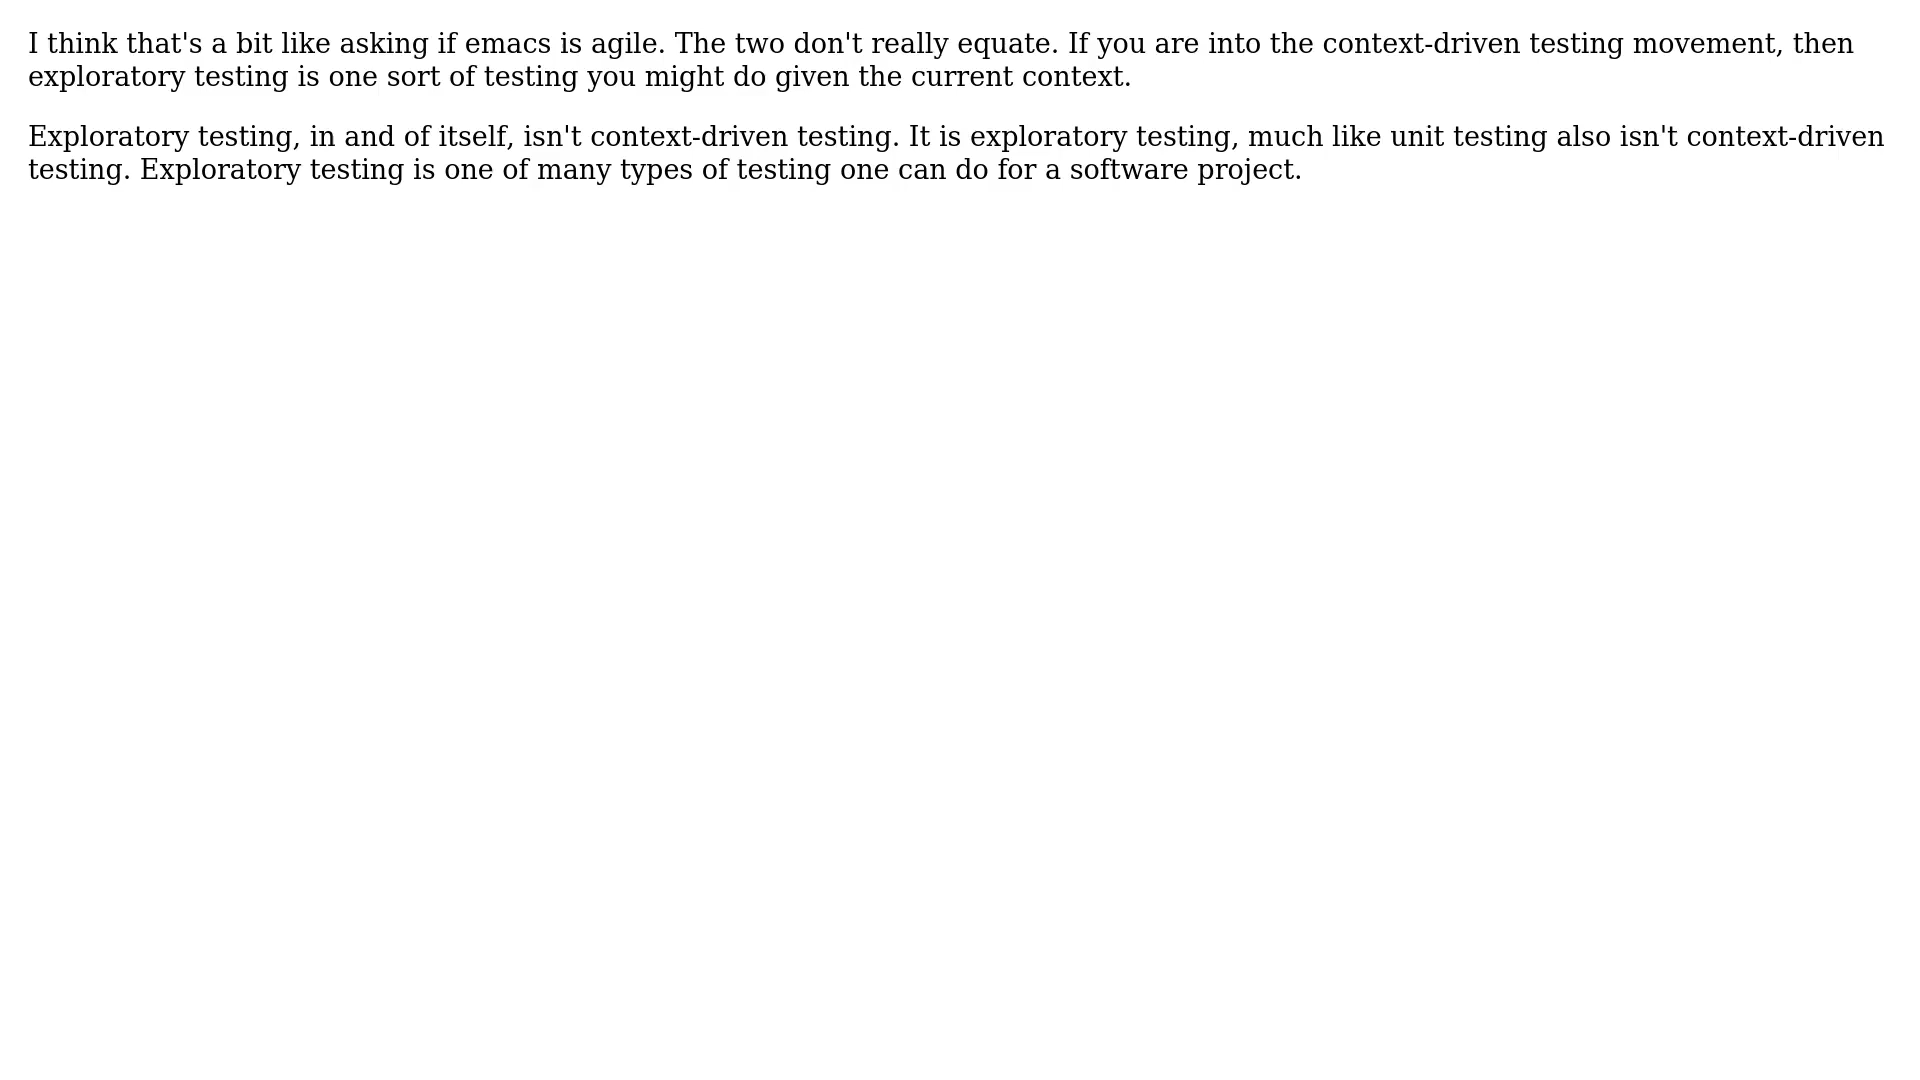 I think that's a bit like asking if emacs is agile. The two don't really equate. If you are into the context-driven testing movement, then
exploratory testing is one sort of testing you might do given the current context.
Exploratory testing, in and of itself, isn't context-driven testing. It is exploratory testing, much like unit testing also isn't context-driven
testing. Exploratory testing is one of many types of testing one can do for a software project.